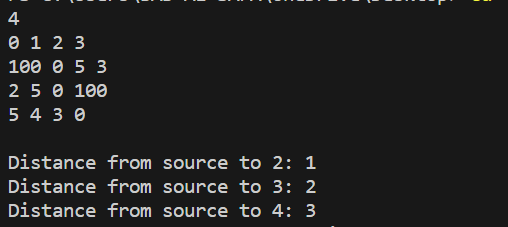 4
0 1 2 3
100 0 5 3
2 5 0 100
5 4 3 0
Distance from source to 2: 1
Distance from source to 3: 2
Distance from source to 4: 3